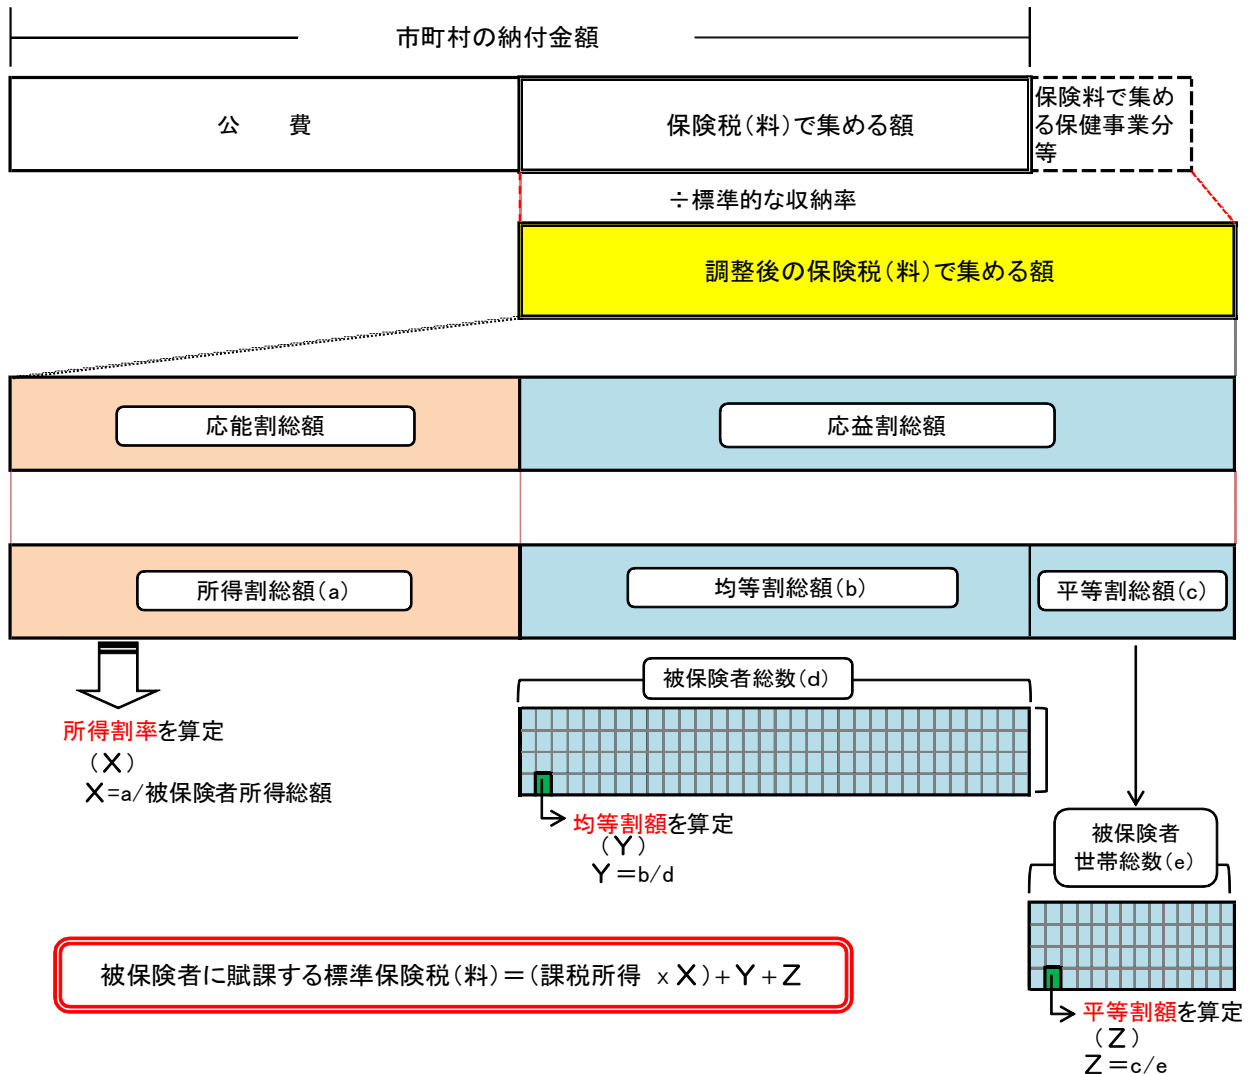 市町村の納付金額
公　　費
保険税（料）で集める額
保険料で集め
る保健事業分
等
÷標準的な収納率
調整後の保険税（料）で集める額
応能割総額
応益割総額
所得割総額（a）
均等割総額（b）
平等割総額（c）
被保険者総数（d）
所得割率を算定
（X）
X=a/被保険者所得総額
均等割額を算定
（Y）
Y＝b/d
被保険者
世帯総数（e）
被保険者に賦課する標準保険税（料）＝（課税所得 × X）+Y+Z
平等割額を算定
（Z）
Z＝c/e